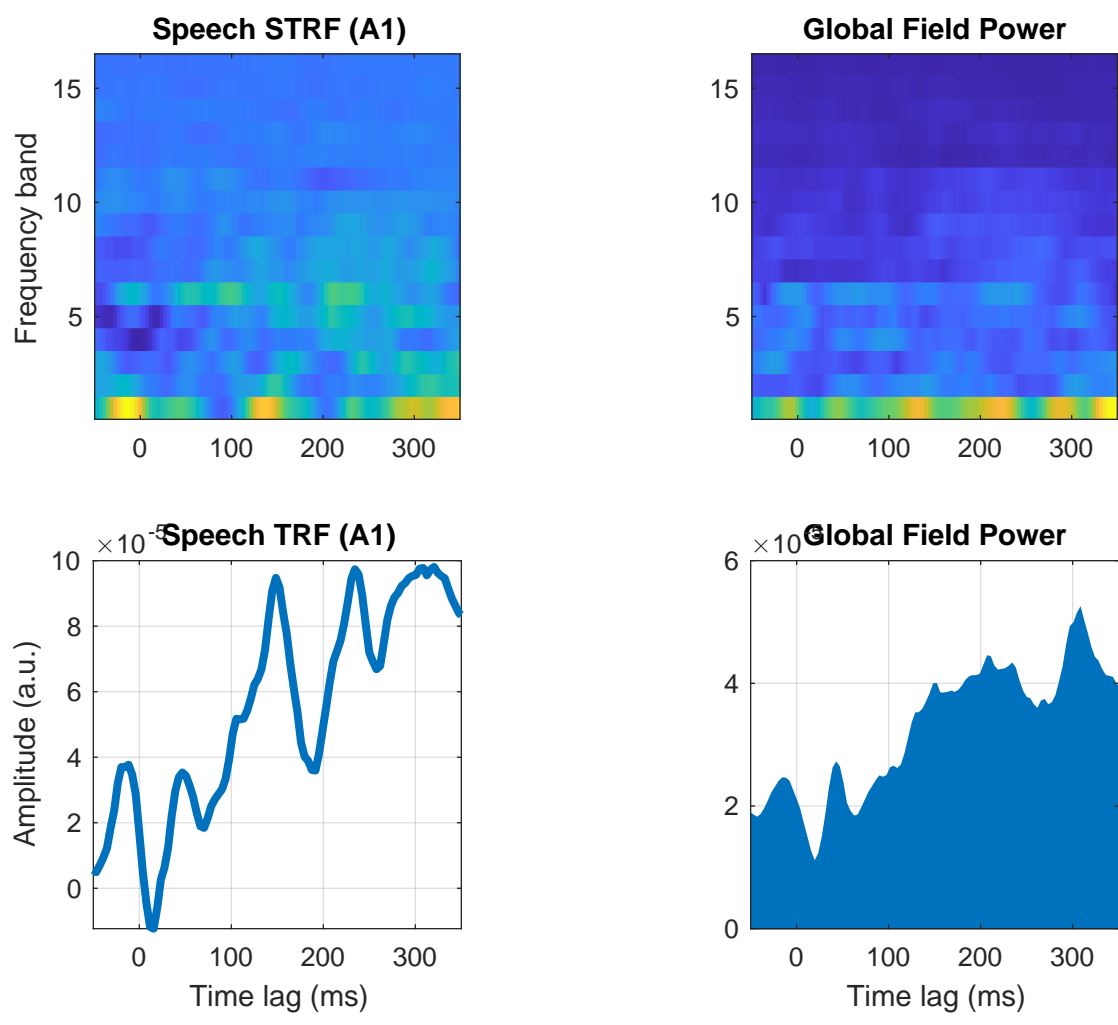 Speech STRF (A1)
Global Field Power
Frequency band
15
10
5
0 100 200 300
15
10
5
0 100 200 300
×10⁻⁵
Speech TRF (A1)
×10⁻⁵
Global Field Power
Amplitude (a.u.)
10
8
6
4
2
0
0 100 200 300
Time lag (ms)
6
4
2
0
0 100 200 300
Time lag (ms)